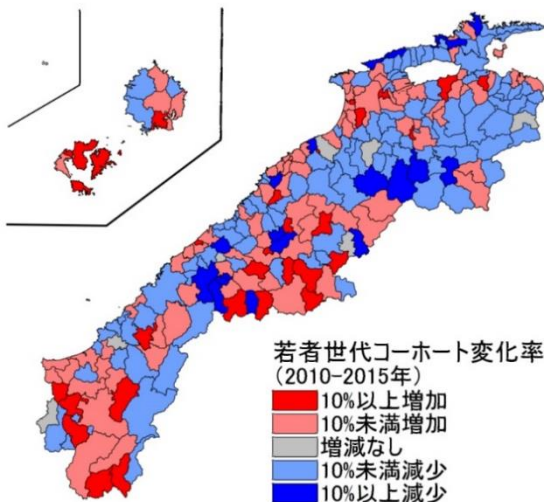 若者世代コーホート変化率
(2010-2015年)
10%以上増加
10%未満増加
増減なし
10%未満減少
10%以上減少